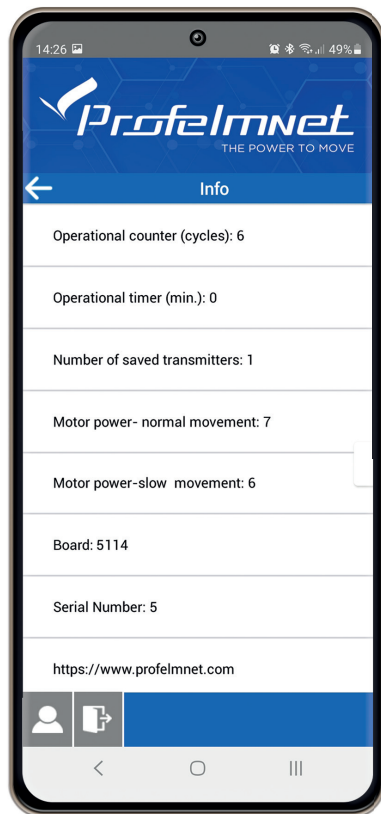 14:26 49%
Profelmnet
THE POWER TO MOVE
Info
Operational counter (cycles): 6
Operational timer (min.): 0
Number of saved transmitters: 1
Motor power- normal movement: 7
Motor power-slow  movement: 6
Board: 5114
Serial Number: 5
https://www.profelmnet.com